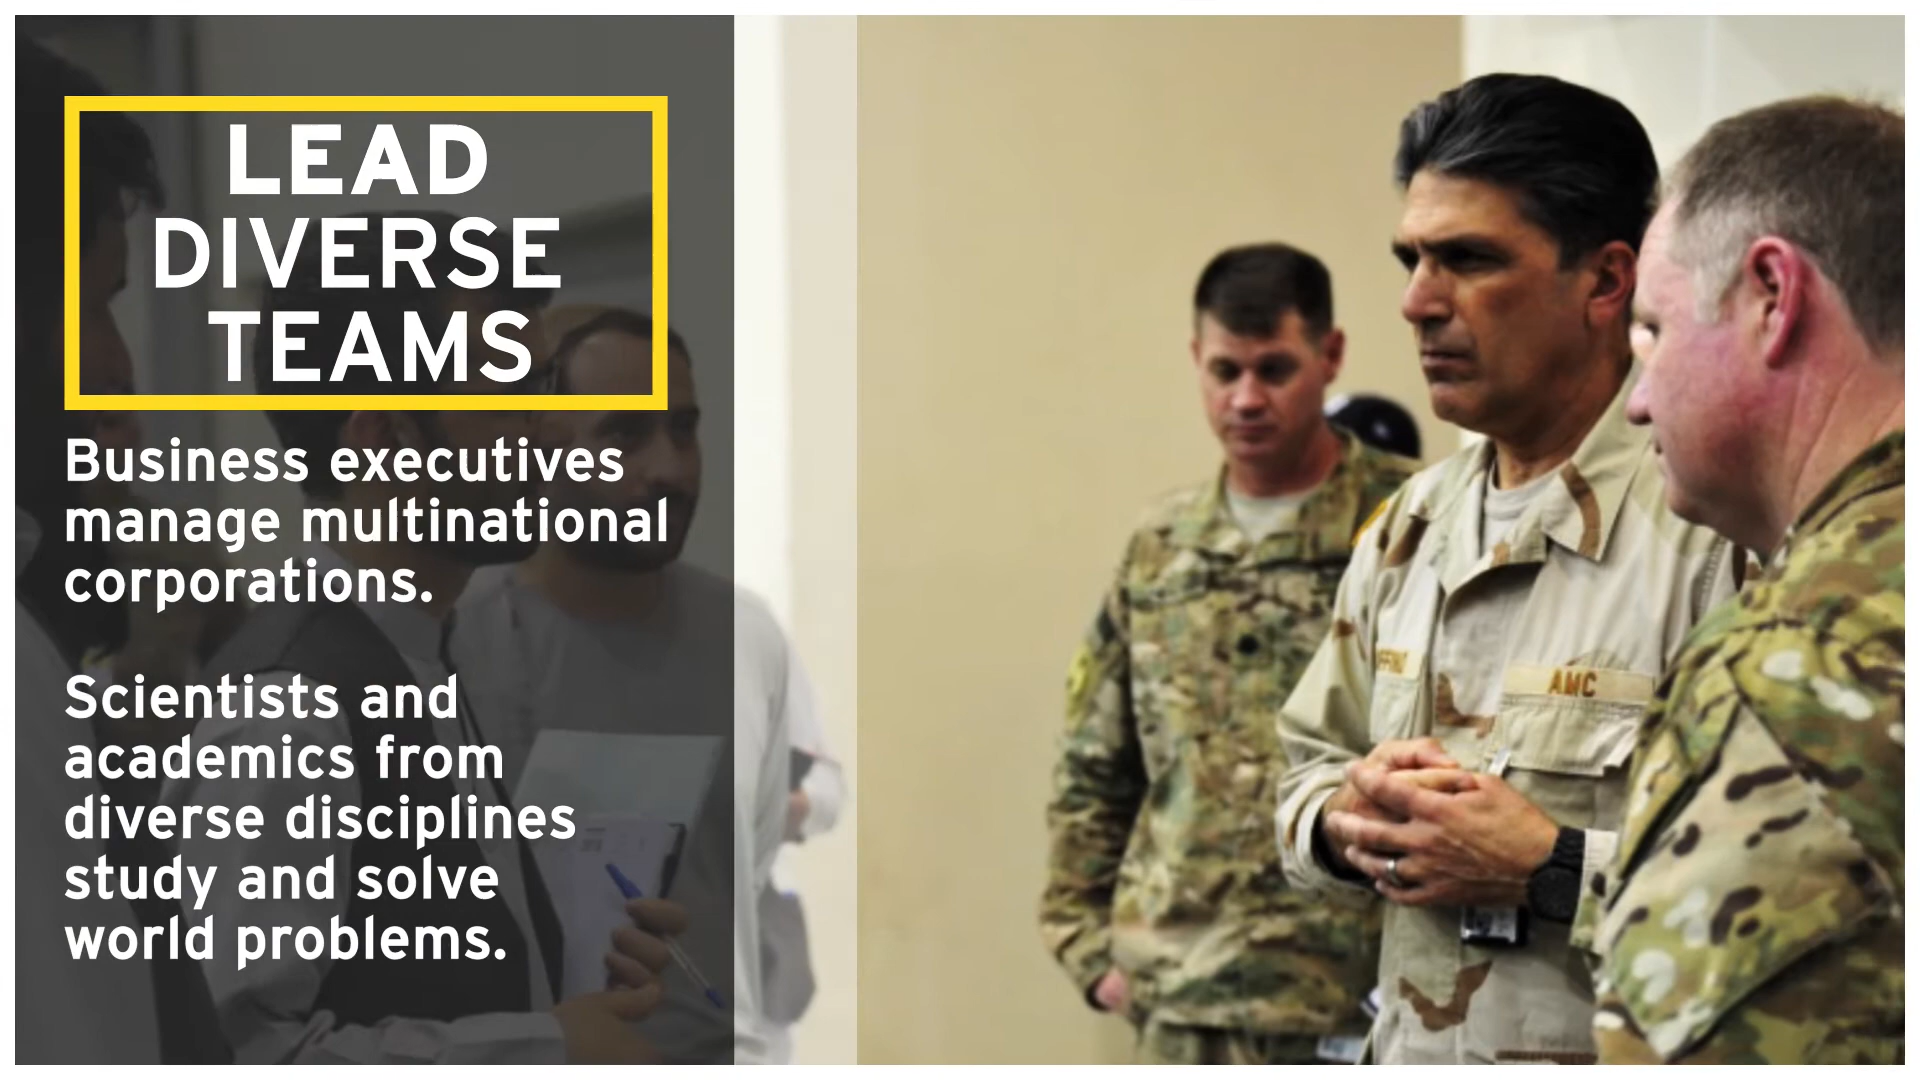 LEAD
DIVERSE
TEAMS
Business executives
manage multinational
corporations.
Scientists and
academics from
diverse disciplines
study and solve
world problems.
AMC